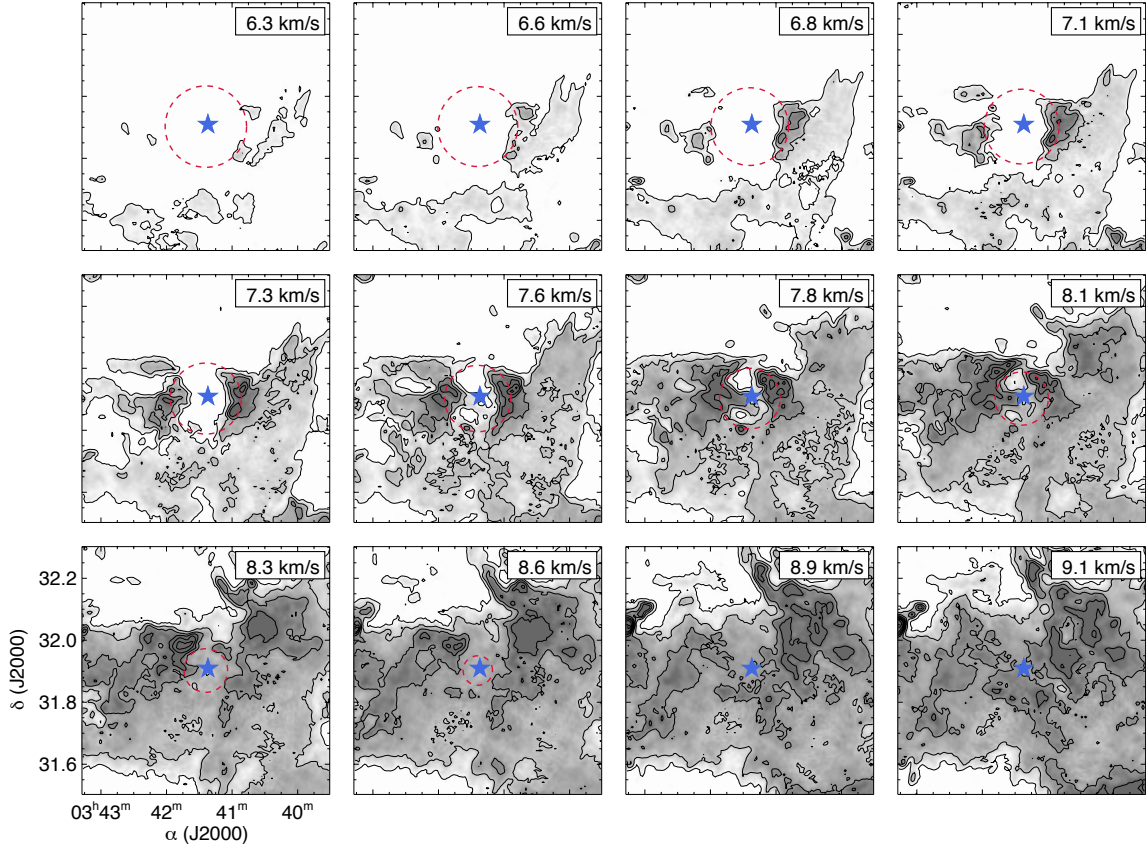 6.3 km/s
6.6 km/s
6.8 km/s
7.1 km/s
7.3 km/s
7.6 km/s
7.8 km/s
8.1 km/s
8.3 km/s
8.6 km/s
8.9 km/s
9.1 km/s
32.2
32.0
31.8
31.6
δ (J2000)
03ʰ43ᵐ 42ᵐ 41ᵐ 40ᵐ
α (J2000)